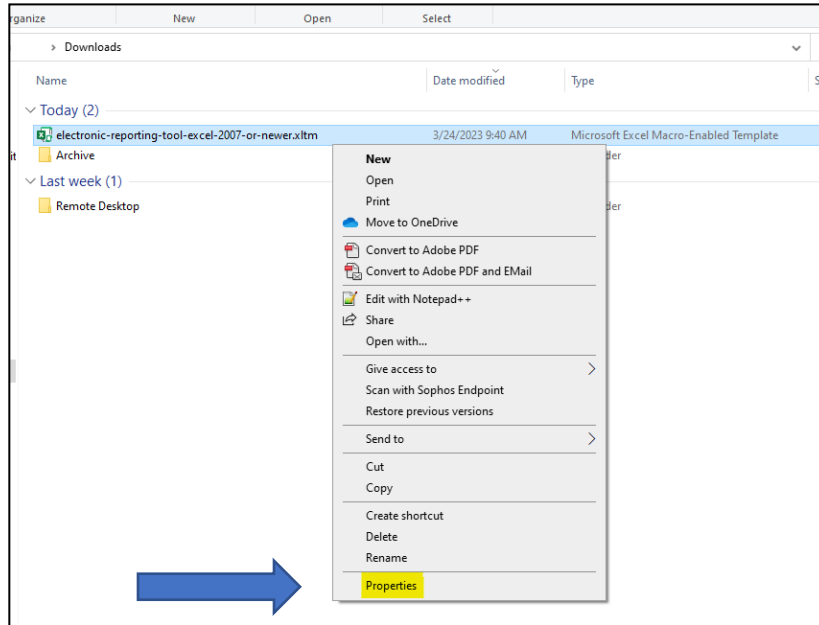 rganize New Open Select
> Downloads
Name Date modified Type S
Today (2)
electronic-reporting-tool-excel-2007-or-newer.xltm 3/24/2023 9:40 AM Microsoft Excel Macro-Enabled Template
it Archive der
Last week (1)
Remote Desktop der
New
Open
Print
Move to OneDrive
Convert to Adobe PDF
Convert to Adobe PDF and EMail
Edit with Notepad++
Share
Open with...
Give access to >
Scan with Sophos Endpoint
Restore previous versions
Send to >
Cut
Copy
Create shortcut
Delete
Rename
Properties